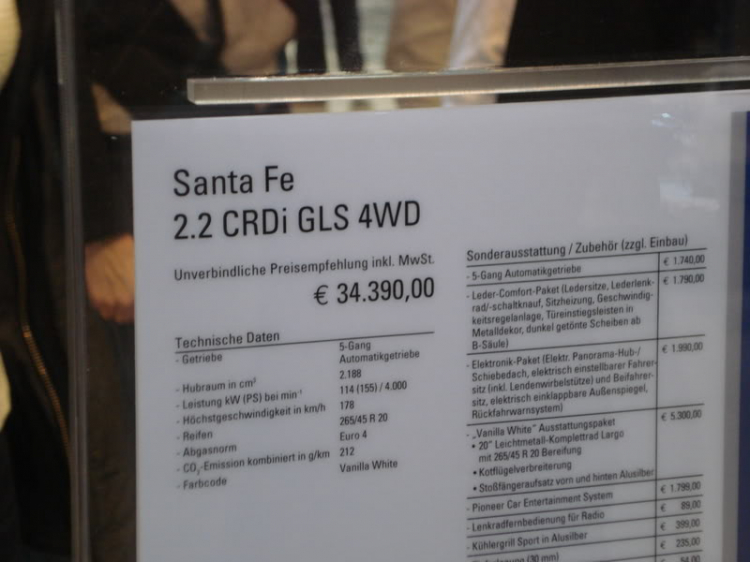 Santa Fe
2.2 CRDi GLS 4WD
Unverbindliche Preisempfehlung inkl. MwSt.
€ 34.390,00
Technische Daten
- Getriebe 5-Gang
Automatikgetriebe
- Hubraum in cm³ 2.188
- Leistung kW (PS) bei min⁻¹ 114 (155) / 4.000
- Höchstgeschwindigkeit in km/h 178
- Reifen 265/45 R 20
- Abgasnorm Euro 4
- CO₂-Emission kombiniert in g/km 212
- Farbcode Vanilla White
Sonderausstattung / Zubehör (zzgl. Einbau)
- 5-Gang Automatikgetriebe € 1.740,00
- Leder-Comfort-Paket (Ledersitze, Lederlenk- € 1.790,00
rad/-schaltknauf, Sitzheizung, Geschwindig-
keitsregelanlage, Türeinstiegsleisten in
Metalldekor, dunkel getönte Scheiben ab
B-Säule)
- Elektronik-Paket (Elektr. Panorama-Hub-/ € 1.990,00
Schiebedach, elektrisch einstellbarer Fahrer-
sitz (inkl. Lendenwirbelstütze) und Beifahrer-
sitz, elektrisch einklappbare Außenspiegel,
Rückfahrwarnsystem)
- „Vanilla White" Ausstattungspaket € 5.300,00
• 20" Leichtmetall-Komplettrad Largo
mit 265/45 R 20 Bereifung
• Kotflügelverbreiterung
• Stoßfängeraufsatz vorn und hinten Alusilber
- Pioneer Car Entertainment System € 1.799,00
- Lenkradfernbedienung für Radio € 89,00
- Kühlergrill Sport in Alusilber € 399,00
(30 mm) € 235,00
54,00